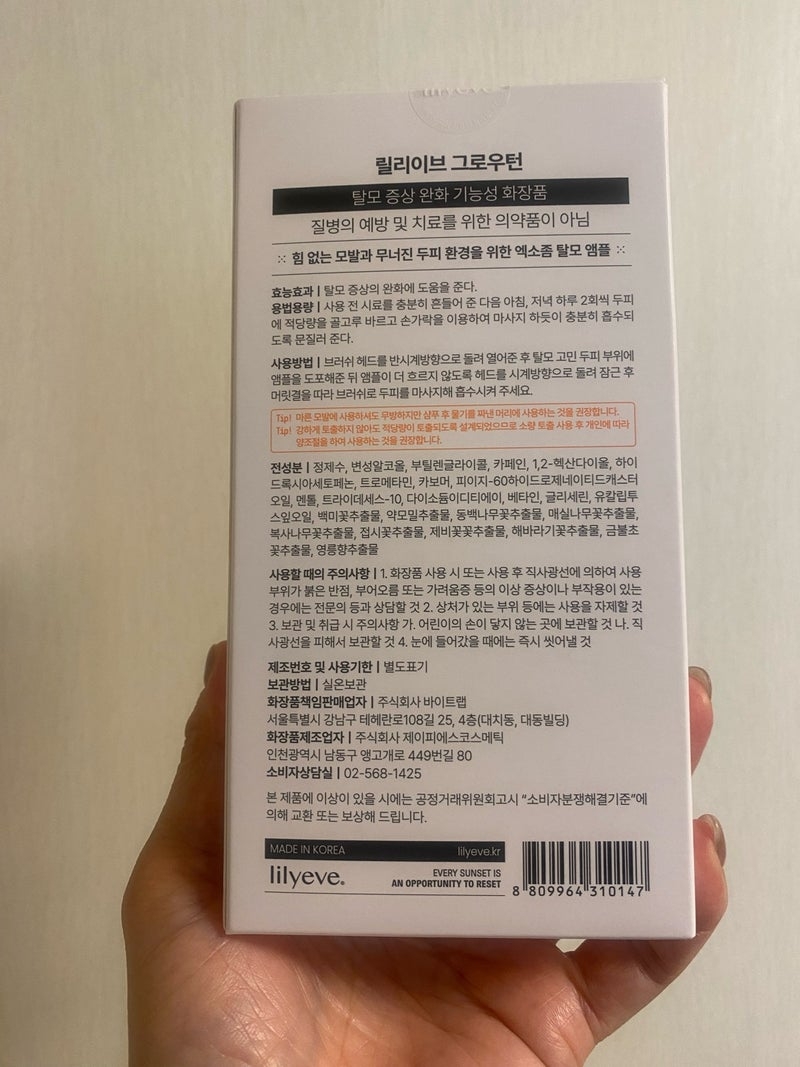 lilyeve
릴리이브 그로우턴
탈모 증상 완화 기능성 화장품
질병의 예방 및 치료를 위한 의약품이 아님
힘 없는 모발과 무너진 두피 환경을 위한 엑소좀 탈모 앰플
효능효과 | 탈모 증상의 완화에 도움을 준다.
용법용량 | 사용 전 시료를 충분히 흔들어 준 다음 아침, 저녁 하루 2회씩 두피
에 적당량을 골고루 바르고 손가락을 이용하여 마사지 하듯이 충분히 흡수되
도록 문질러 준다.
사용방법 | 브러쉬 헤드를 반시계방향으로 돌려 열어준 후 탈모 고민 두피 부위에
앰플을 도포해준 뒤 앰플이 더 흐르지 않도록 헤드를 시계방향으로 돌려 잠근 후
머릿결을 따라 브러쉬로 두피를 마사지해 흡수시켜 주세요.
Tip! 마른 모발에 사용하셔도 무방하지만 샴푸 후 물기를 짜낸 머리에 사용하는 것을 권장합니다.
Tip! 강하게 토출하지 않아도 적당량이 토출되도록 설계되었으므로 소량 토출 사용 후 개인에 따라
양조절을 하여 사용하는 것을 권장합니다.
전성분 | 정제수, 변성알코올, 부틸렌글라이콜, 카페인, 1,2-헥산다이올, 하이
드록시아세토페논, 트로메타민, 카보머, 피이지-60하이드로제네이티드캐스터
오일, 멘톨, 트라이데세스-10, 다이소듐이디티에이, 베타인, 글리세린, 유칼립투
스잎오일, 백미꽃추출물, 약모밀추출물, 동백나무꽃추출물, 매실나무꽃추출물,
복사나무꽃추출물, 접시꽃추출물, 제비꽃꽃추출물, 해바라기꽃추출물, 금불초
꽃추출물, 영릉향추출물
사용할 때의 주의사항 | 1. 화장품 사용 시 또는 사용 후 직사광선에 의하여 사용
부위가 붉은 반점, 부어오름 또는 가려움증 등의 이상 증상이나 부작용이 있는
경우에는 전문의 등과 상담할 것 2. 상처가 있는 부위 등에는 사용을 자제할 것
3. 보관 및 취급 시 주의사항 가. 어린이의 손이 닿지 않는 곳에 보관할 것 나. 직
사광선을 피해서 보관할 것 4. 눈에 들어갔을 때에는 즉시 씻어낼 것
제조번호 및 사용기한 | 별도표기
보관방법 | 실온보관
화장품책임판매업자 | 주식회사 바이트랩
서울특별시 강남구 테헤란로108길 25, 4층(대치동, 대동빌딩)
화장품제조업자 | 주식회사 제이피에스코스메틱
인천광역시 남동구 앵고개로 449번길 80
소비자상담실 | 02-568-1425
본 제품에 이상이 있을 시에는 공정거래위원회고시 “소비자분쟁해결기준”에
의해 교환 또는 보상해 드립니다.
MADE IN KOREA lilyeve.kr
lilyeve.
EVERY SUNSET IS
AN OPPORTUNITY TO RESET
8 809964 310147